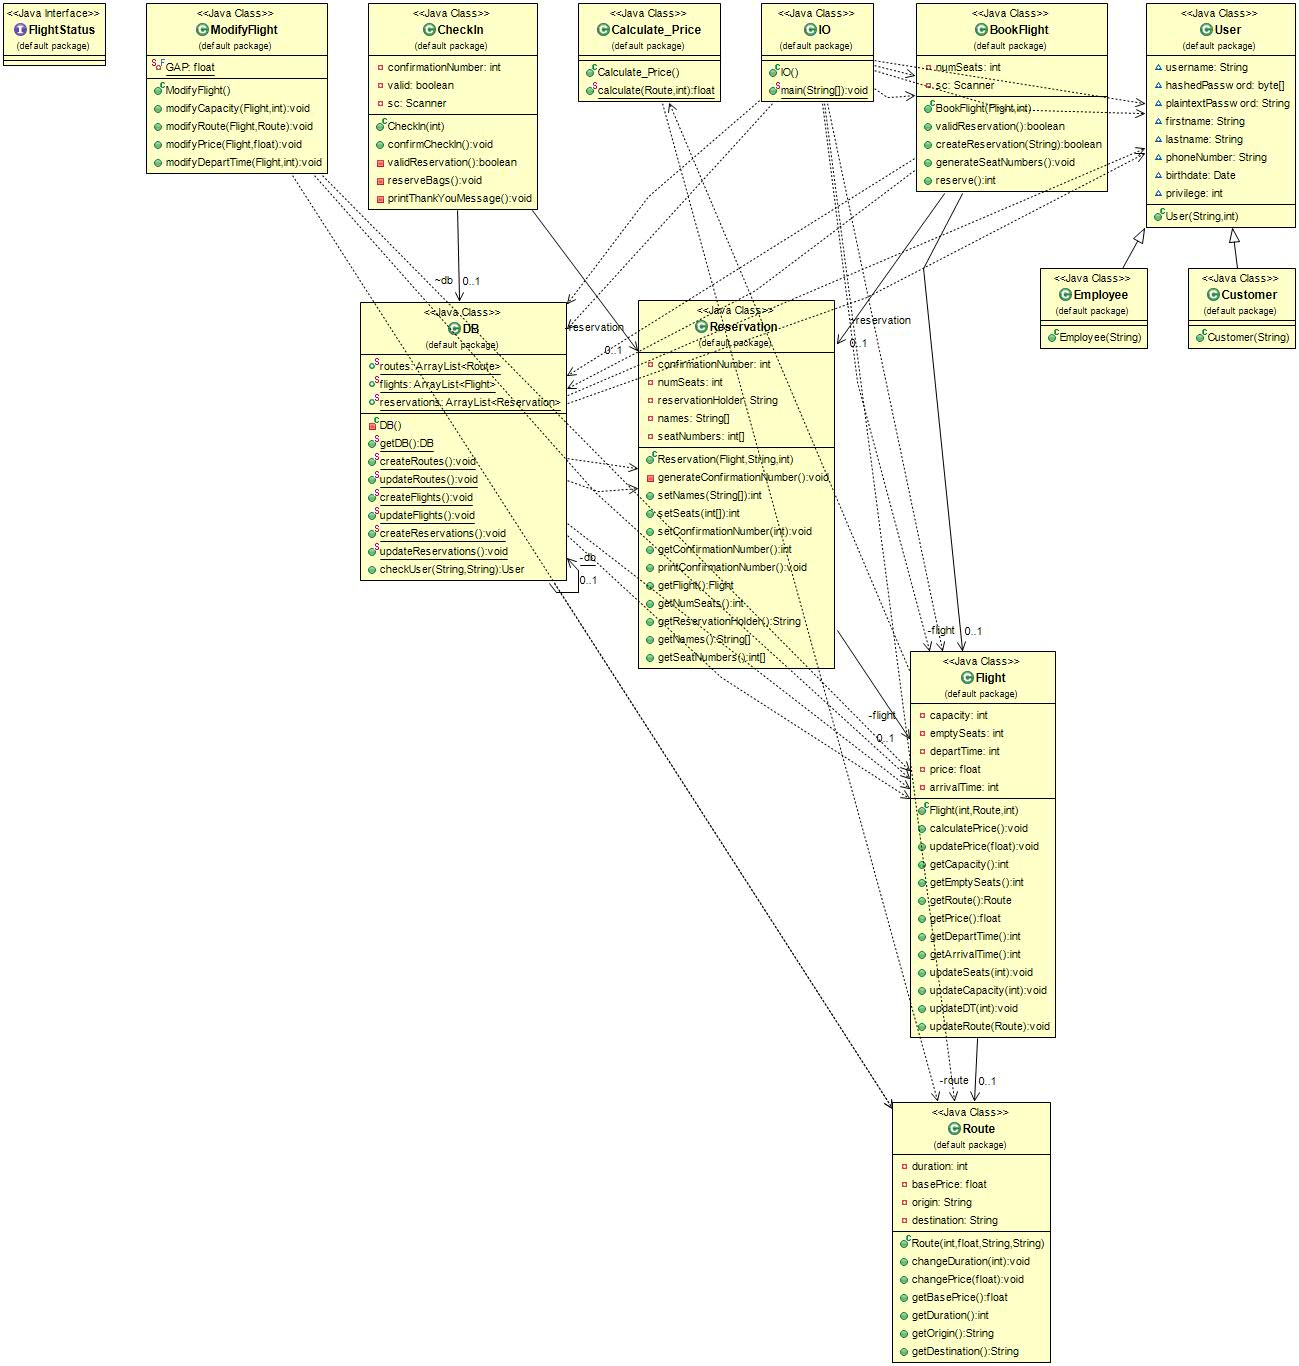 <<Java Interface>>
FlightStatus
(default package)
<<Java Class>>
ModifyFlight
(default package)
GAP: float
ModifyFlight()
modifyCapacity(Flight,int):void
modifyRoute(Flight,Route):void
modifyPrice(Flight,float):void
modifyDepartTime(Flight,int):void
<<Java Class>>
CheckIn
(default package)
confirmationNumber: int
valid: boolean
sc: Scanner
CheckIn(int)
confirmCheckIn():void
validReservation():boolean
reserveBags():void
printThankYouMessage():void
<<Java Class>>
Calculate_Price
(default package)
Calculate_Price()
calculate(Route,int):float
<<Java Class>>
IO
(default package)
IO()
main(String[]):void
<<Java Class>>
BookFlight
(default package)
numSeats: int
sc: Scanner
BookFlight(Flight,int)
validReservation():boolean
createReservation(String):boolean
generateSeatNumbers():void
reserve():int
<<Java Class>>
User
(default package)
username: String
hashedPassword: byte[]
plaintextPassword: String
firstname: String
lastname: String
phoneNumber: String
birthdate: Date
privilege: int
User(String,int)
<<Java Class>>
Employee
(default package)
Employee(String)
<<Java Class>>
Customer
(default package)
Customer(String)
~db 0..1
-reservation
0..1
-reservation
0..1
<<Java Class>>
DB
(default package)
routes: ArrayList<Route>
flights: ArrayList<Flight>
reservations: ArrayList<Reservation>
DB()
getDB():DB
createRoutes():void
updateRoutes():void
createFlights():void
updateFlights():void
createReservations():void
updateReservations():void
checkUser(String,String):User
-db
0..1
<<Java Class>>
Reservation
(default package)
confirmationNumber: int
numSeats: int
reservationHolder: String
names: String[]
seatNumbers: int[]
Reservation(Flight,String,int)
generateConfirmationNumber():void
setNames(String[]):int
setSeats(int[]):int
setConfirmationNumber(int):void
getConfirmationNumber():int
printConfirmationNumber():void
getFlight():Flight
getNumSeats():int
getReservationHolder():String
getNames():String[]
getSeatNumbers():int[]
-flight 0..1
-flight
0..1
<<Java Class>>
Flight
(default package)
capacity: int
emptySeats: int
departTime: int
price: float
arrivalTime: int
Flight(int,Route,int)
calculatePrice():void
updatePrice(float):void
getCapacity():int
getEmptySeats():int
getRoute():Route
getPrice():float
getDepartTime():int
getArrivalTime():int
updateSeats(int):void
updateCapacity(int):void
updateDT(int):void
updateRoute(Route):void
-route 0..1
<<Java Class>>
Route
(default package)
duration: int
basePrice: float
origin: String
destination: String
Route(int,float,String,String)
changeDuration(int):void
changePrice(float):void
getBasePrice():float
getDuration():int
getOrigin():String
getDestination():String